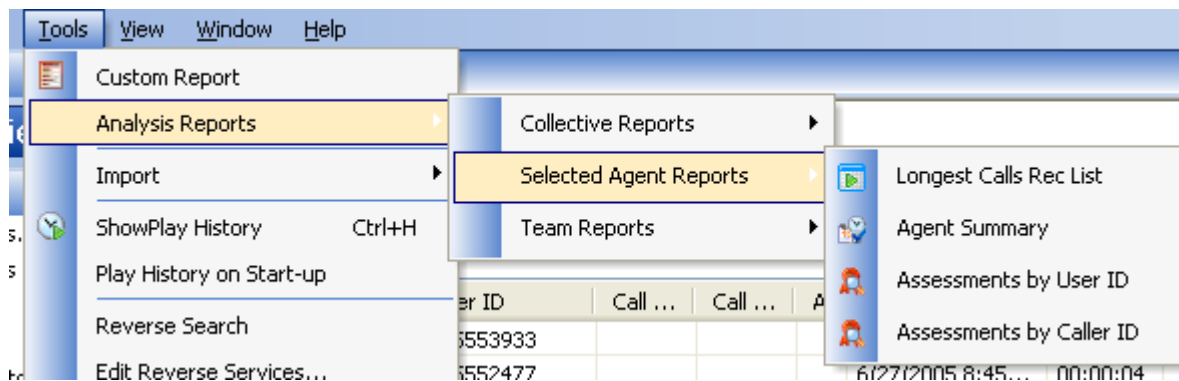 Tools View Window Help
Custom Report
Analysis Reports
Import
ShowPlay History Ctrl+H
Play History on Start-up
Reverse Search
Edit Reverse Services...
Collective Reports
Selected Agent Reports
Team Reports
Longest Calls Rec List
Agent Summary
Assessments by User ID
Assessments by Caller ID
er ID Call ... Call ... A
5553933
5552477 6/27/2005 8:45... 00:00:04